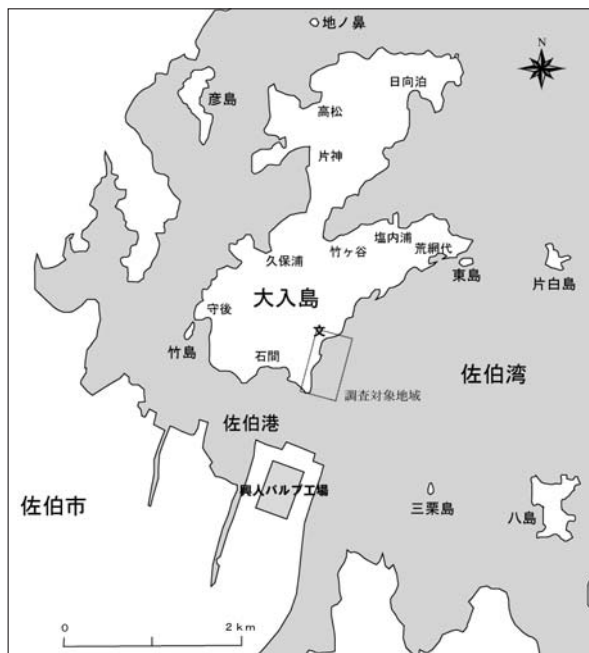 地ノ鼻
N
日向泊
彦島
高松
片神
塩内浦
竹ヶ谷
荒網代
久保浦
東島
片白島
大入島
守後
文
竹島
石間
佐伯湾
調査対象地域
佐伯港
興人パルプ工場
三栗島
八島
佐伯市
0 2km